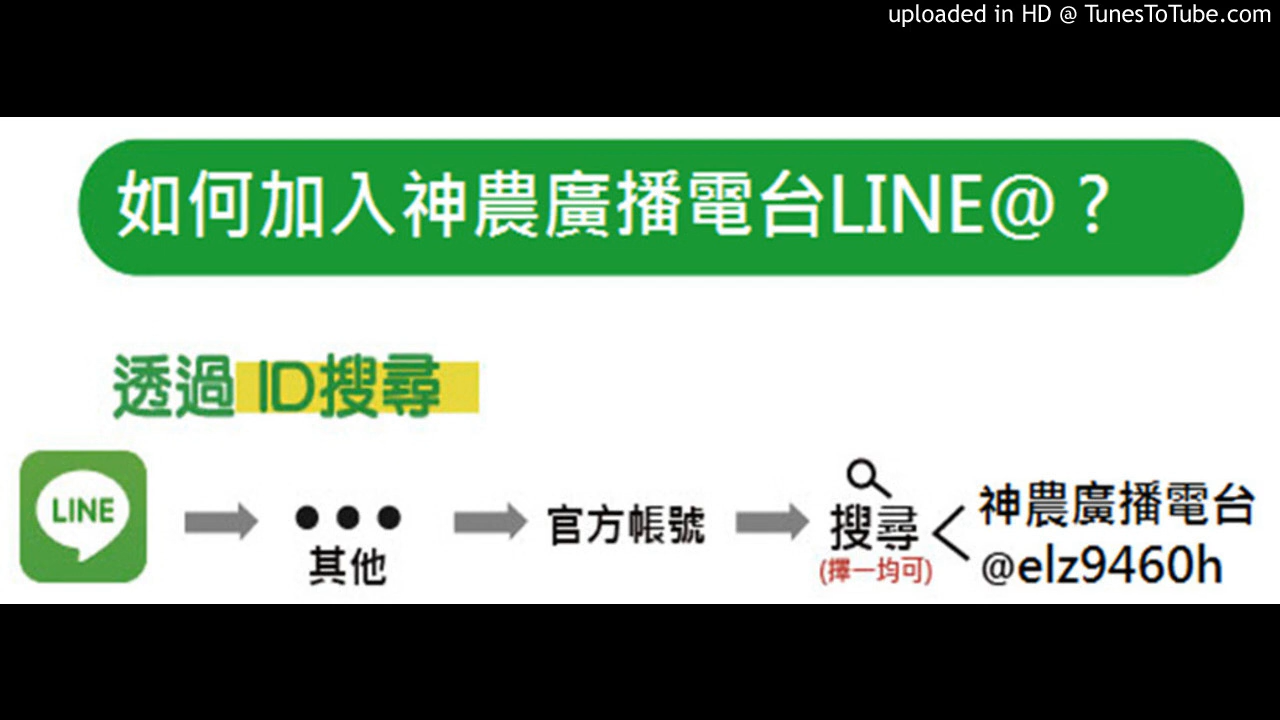 uploaded in HD @ TunesToTube.com
如何加入神農廣播電台LINE@？
透過 ID搜尋
LINE
其他
官方帳號
搜尋
(擇一均可)
神農廣播電台
@elz9460h